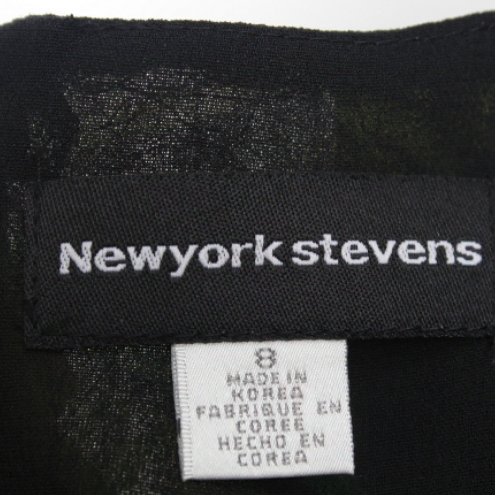 Newyork stevens
8
MADE IN
KOREA
FABRIQUE EN
COREE
HECHO EN
COREA